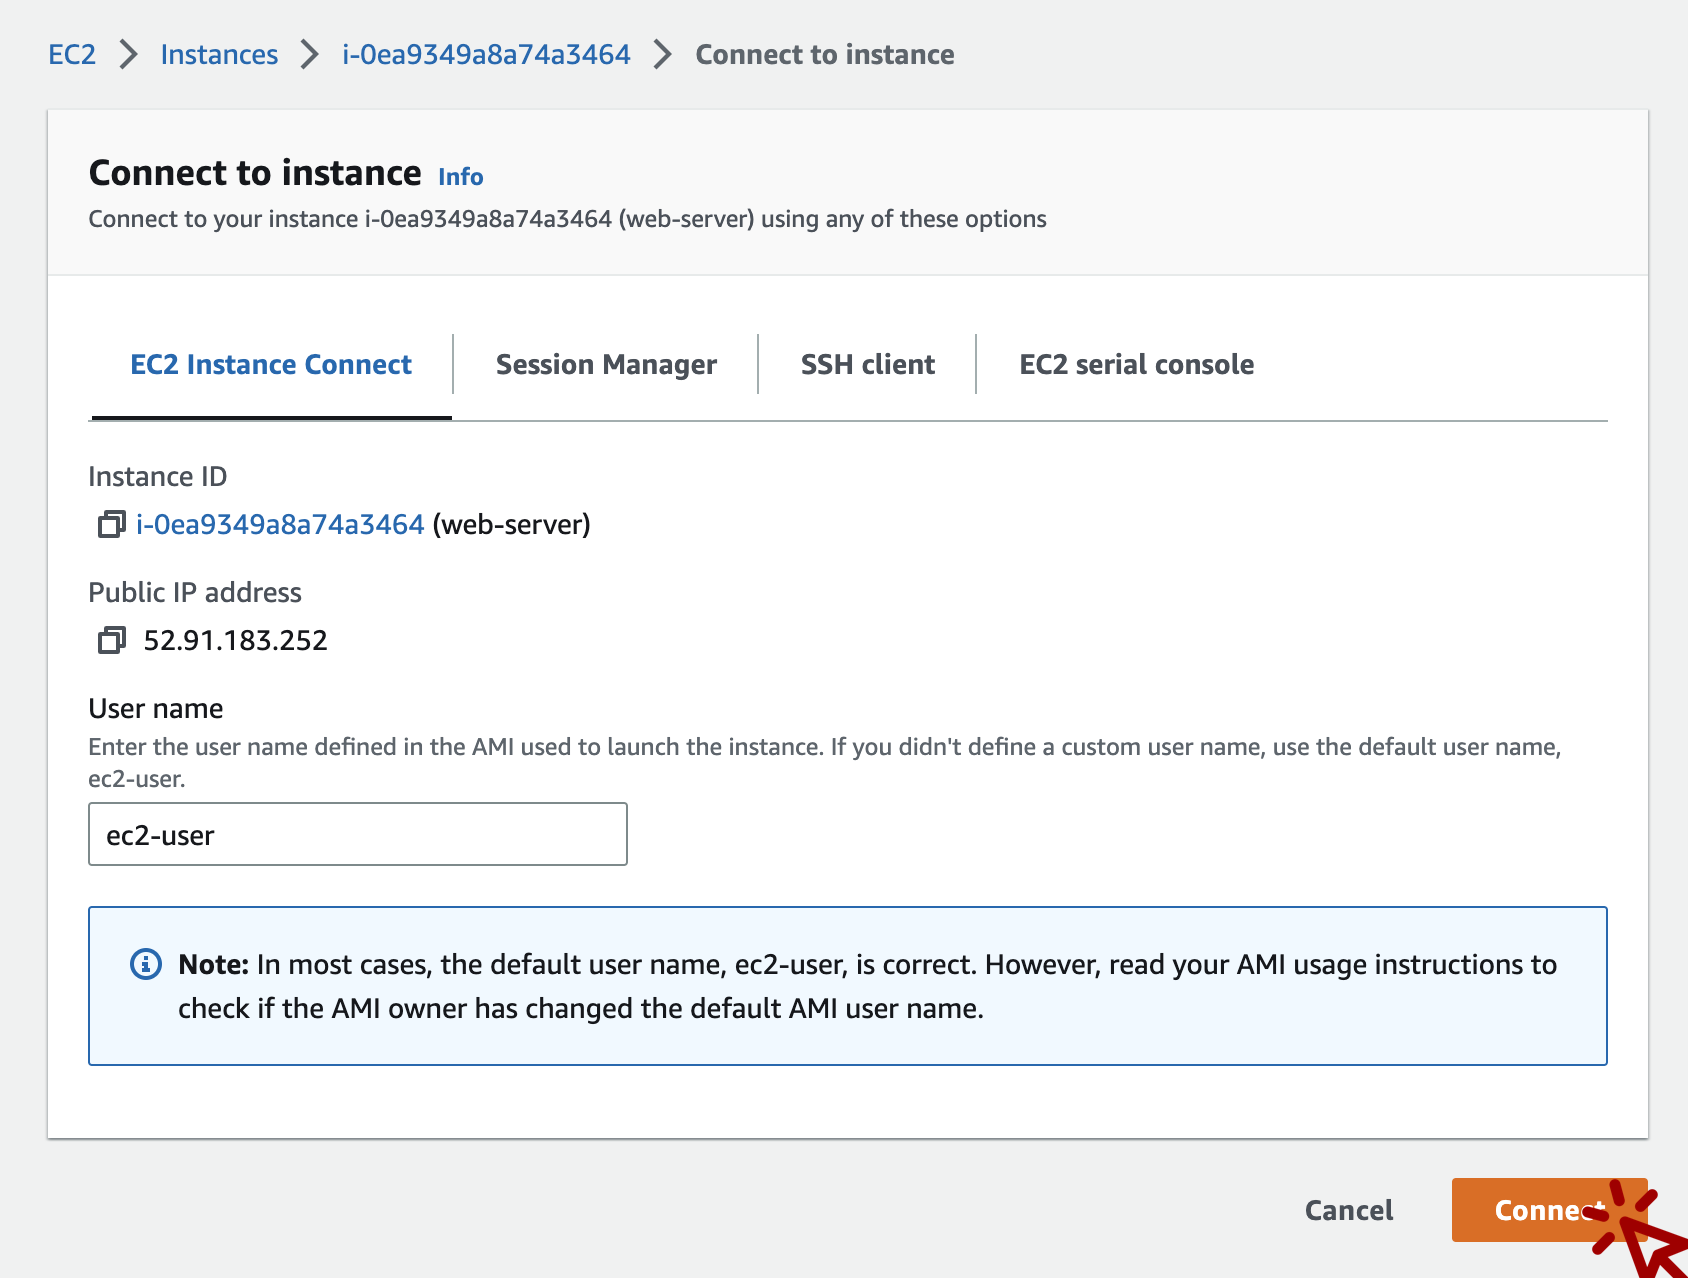 EC2 Instances i-0ea9349a8a74a3464 Connect to instance
Connect to instance Info
Connect to your instance i-0ea9349a8a74a3464 (web-server) using any of these options
EC2 Instance Connect Session Manager SSH client EC2 serial console
Instance ID
i-0ea9349a8a74a3464 (web-server)
Public IP address
52.91.183.252
User name
Enter the user name defined in the AMI used to launch the instance. If you didn't define a custom user name, use the default user name,
ec2-user.
ec2-user
Note: In most cases, the default user name, ec2-user, is correct. However, read your AMI usage instructions to
check if the AMI owner has changed the default AMI user name.
Cancel Connect